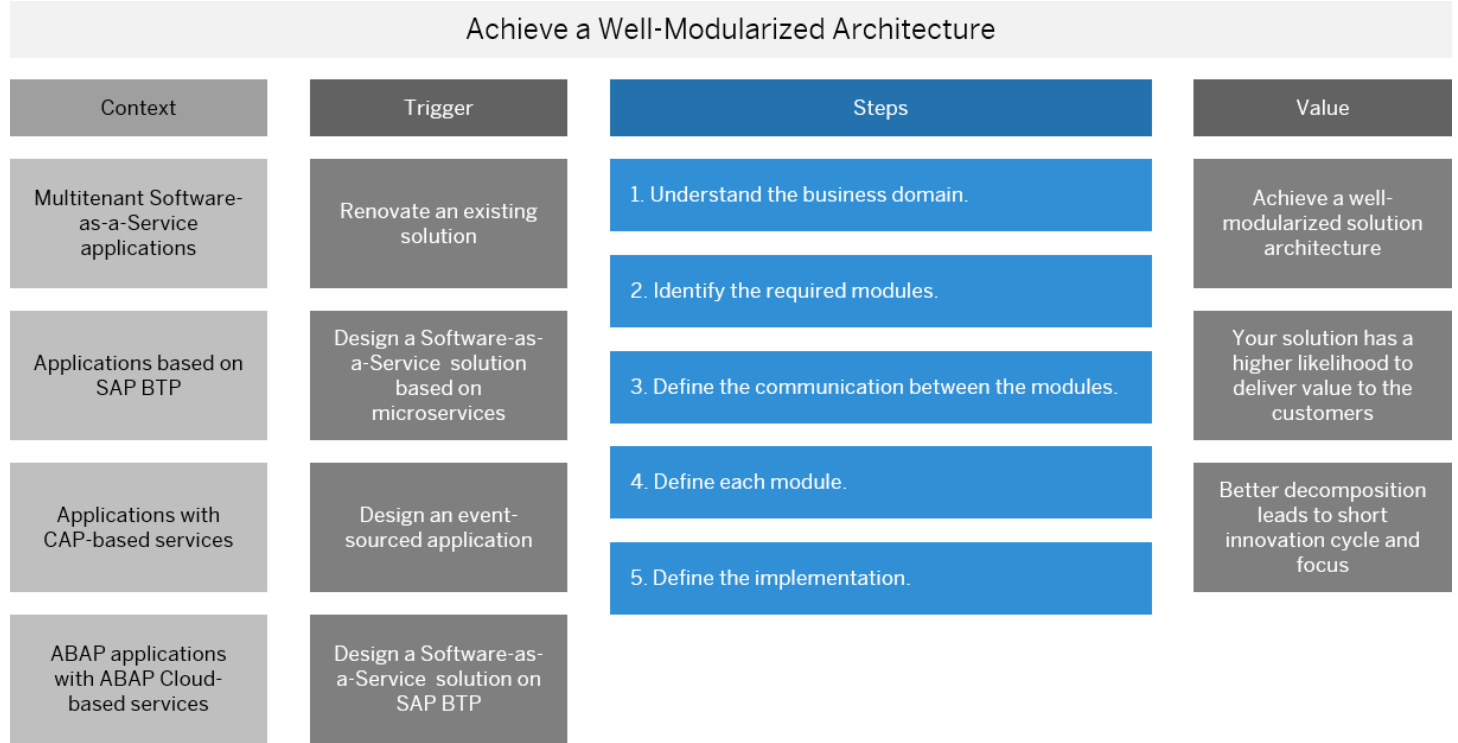 Achieve a Well-Modularized Architecture
Context
Multitenant Software-
as-a-Service
applications
Applications based on
SAP BTP
Applications with
CAP-based services
ABAP applications
with ABAP Cloud-
based services
Trigger
Renovate an existing
solution
Design a Software-as-
a-Service solution
based on
microservices
Design an event-
sourced application
Design a Software-as-
a-Service solution on
SAP BTP
Steps
1. Understand the business domain.
2. Identify the required modules.
3. Define the communication between the modules.
4. Define each module.
5. Define the implementation.
Value
Achieve a well-
modularized solution
architecture
Your solution has a
higher likelihood to
deliver value to the
customers
Better decomposition
leads to short
innovation cycle and
focus